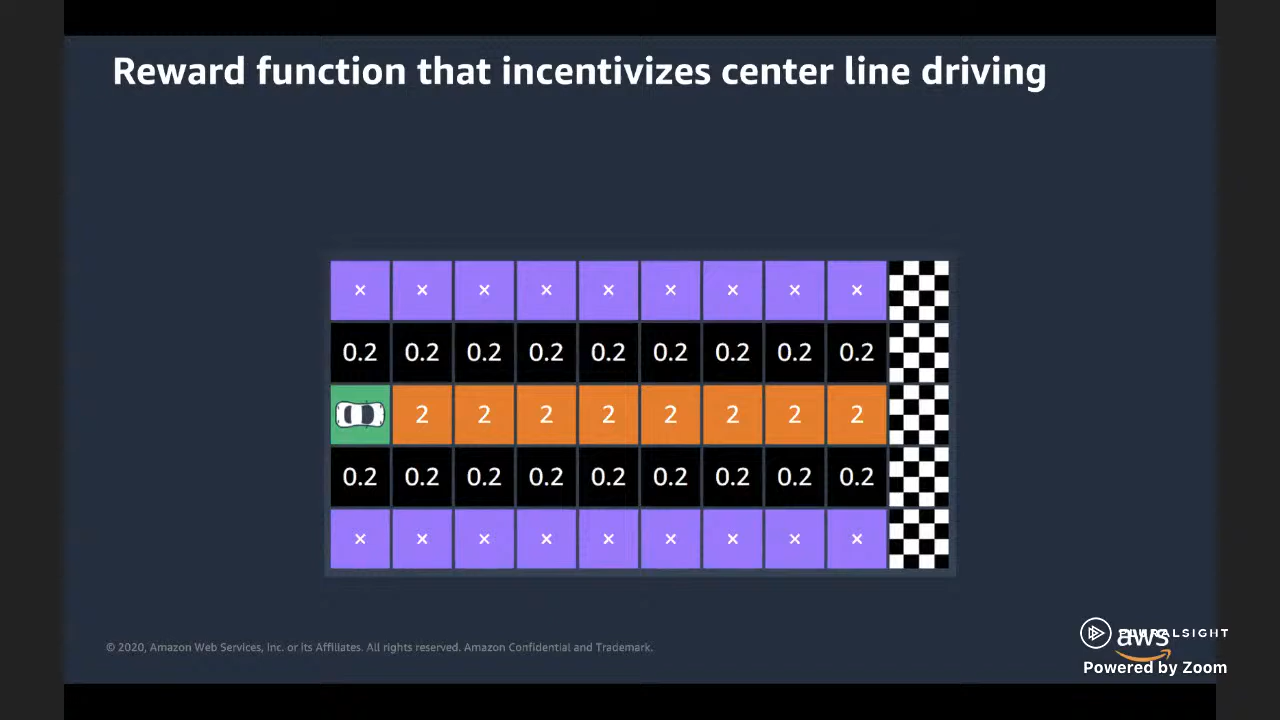 Reward function that incentivizes center line driving
× × × × × × × × ×
0.2 0.2 0.2 0.2 0.2 0.2 0.2 0.2 0.2
2 2 2 2 2 2 2 2
0.2 0.2 0.2 0.2 0.2 0.2 0.2 0.2 0.2
× × × × × × × × ×
© 2020, Amazon Web Services, Inc. or its Affiliates. All rights reserved. Amazon Confidential and Trademark.
PLURALSIGHT
aws
Powered by Zoom